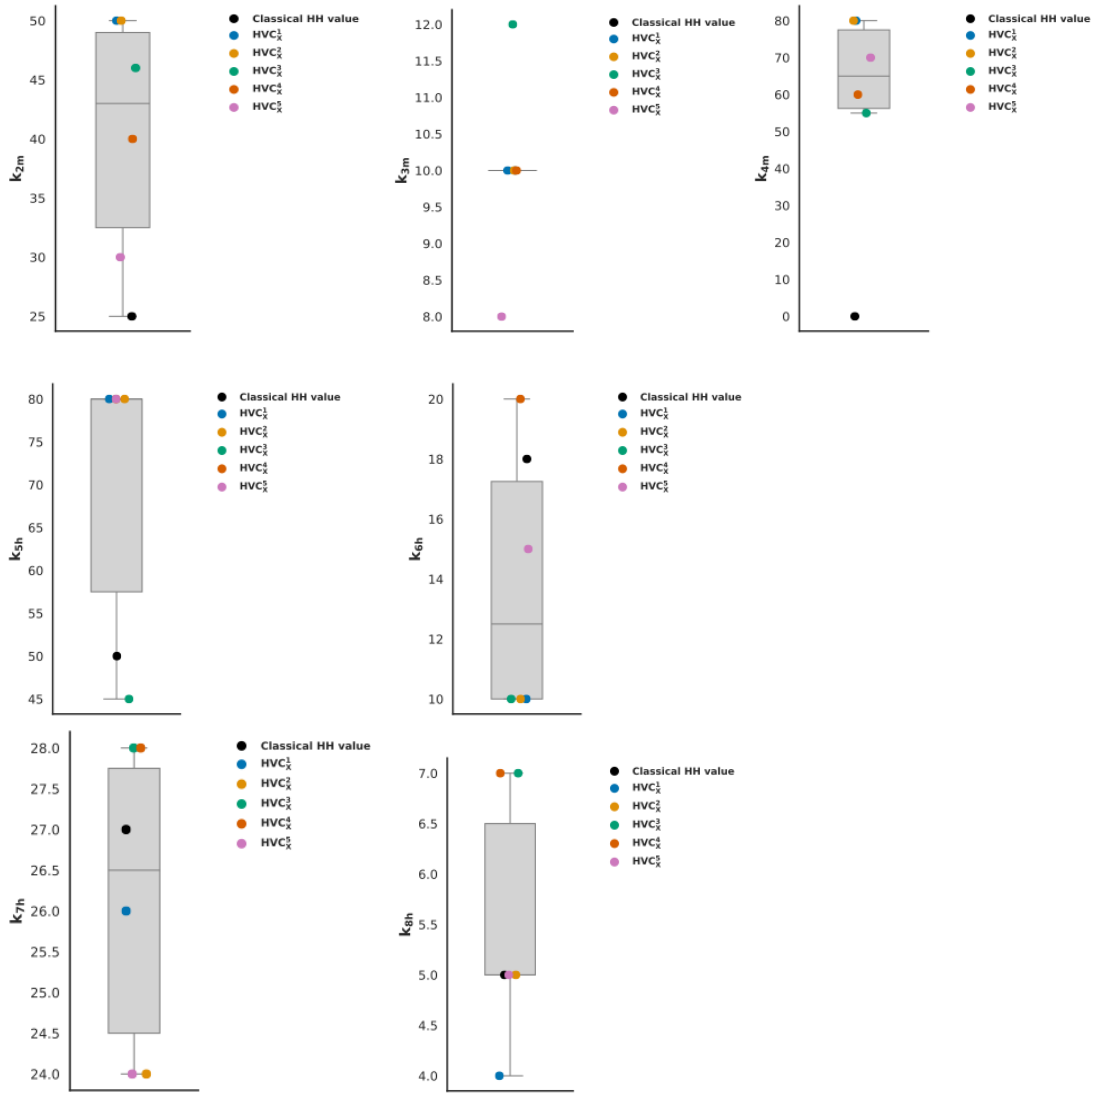 50
45
40
35
30
25
k2m
Classical HH value
HVC¹X
HVC²X
HVC³X
HVC⁴X
HVC⁵X
12.0
11.5
11.0
10.5
10.0
9.5
9.0
8.5
8.0
k3m
Classical HH value
HVC¹X
HVC²X
HVC³X
HVC⁴X
HVC⁵X
80
70
60
50
40
30
20
10
0
k4m
Classical HH value
HVC¹X
HVC²X
HVC³X
HVC⁴X
HVC⁵X
80
75
70
65
60
55
50
45
k5h
Classical HH value
HVC¹X
HVC²X
HVC³X
HVC⁴X
HVC⁵X
20
18
16
14
12
10
k6h
Classical HH value
HVC¹X
HVC²X
HVC³X
HVC⁴X
HVC⁵X
28.0
27.5
27.0
26.5
26.0
25.5
25.0
24.5
24.0
k7h
Classical HH value
HVC¹X
HVC²X
HVC³X
HVC⁴X
HVC⁵X
7.0
6.5
6.0
5.5
5.0
4.5
4.0
k8h
Classical HH value
HVC¹X
HVC²X
HVC³X
HVC⁴X
HVC⁵X